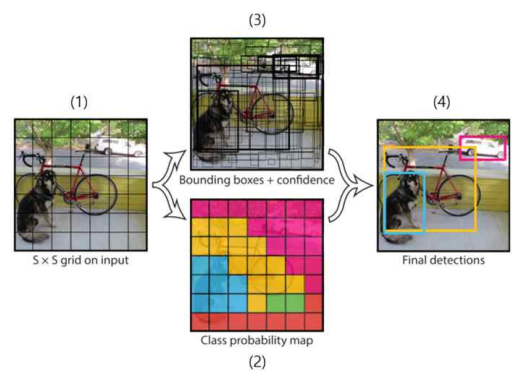 (3)
(1)
(4)
Bounding boxes + confidence
S × S grid on input
Final detections
Class probability map
(2)